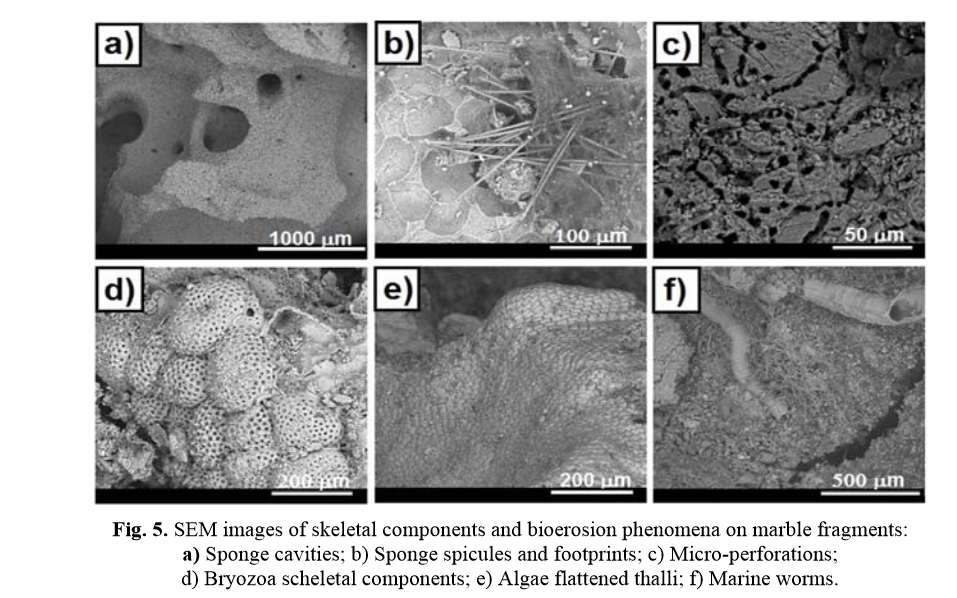 a)
b)
c)
1000 μm
100 μm
50 μm
d)
e)
f)
200 μm
200 μm
500 μm
Fig. 5. SEM images of skeletal components and bioerosion phenomena on marble fragments:
a) Sponge cavities; b) Sponge spicules and footprints; c) Micro-perforations;
d) Bryozoa scheletal components; e) Algae flattened thalli; f) Marine worms.